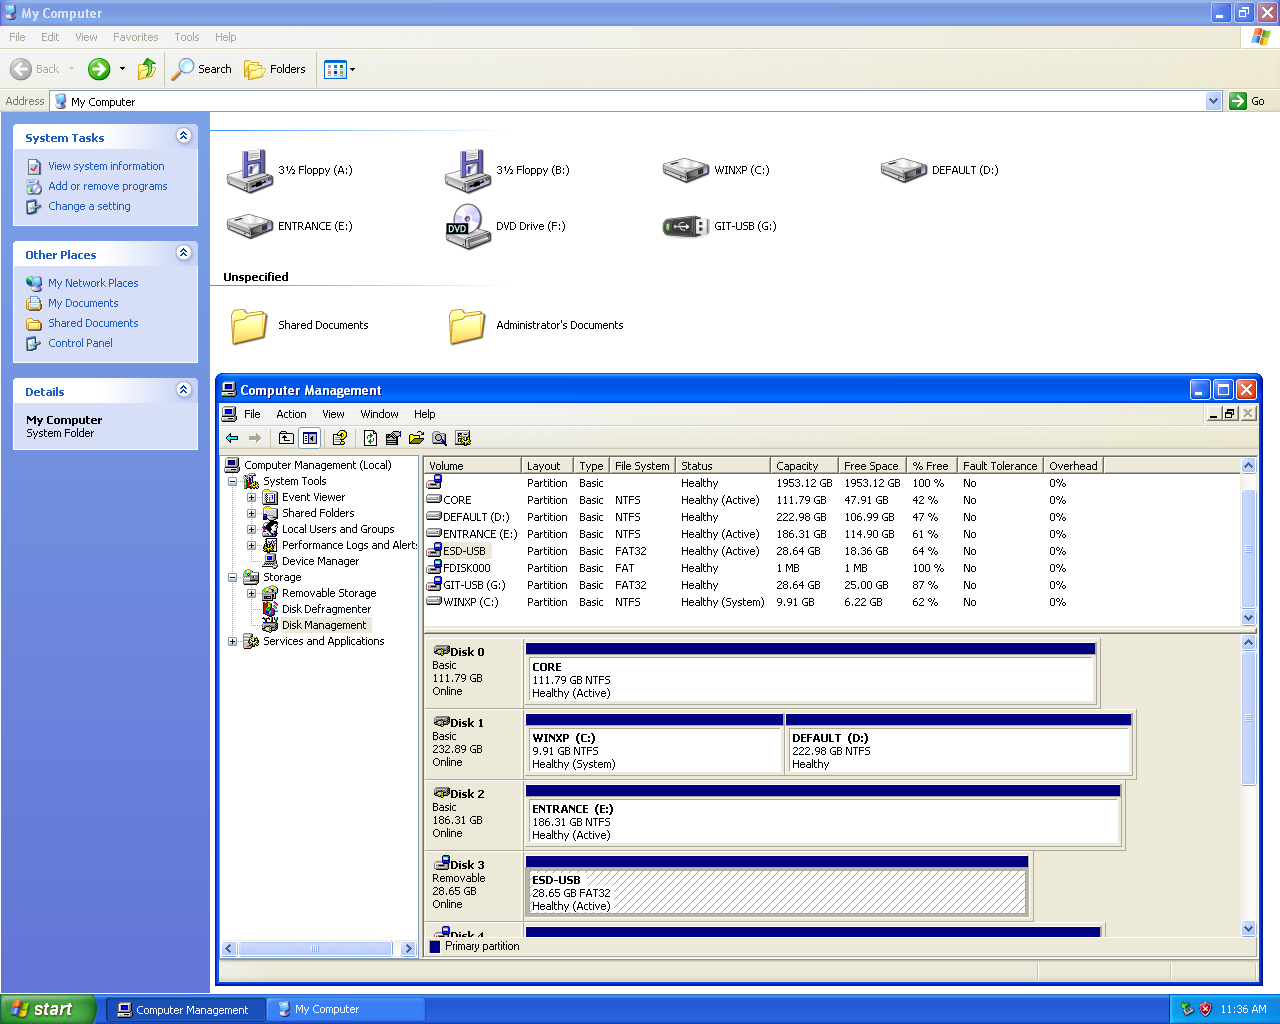 My Computer
File Edit View Favorites Tools Help
Back Search Folders
Address My Computer Go
System Tasks
View system information
Add or remove programs
Change a setting
Other Places
My Network Places
My Documents
Shared Documents
Control Panel
Details
My Computer
System Folder
3½ Floppy (A:) 3½ Floppy (B:) WINXP (C:) DEFAULT (D:)
ENTRANCE (E:) DVD Drive (F:) GIT-USB (G:)
Unspecified
Shared Documents Administrator's Documents
Computer Management
File Action View Window Help
Computer Management (Local)
System Tools
Event Viewer
Shared Folders
Local Users and Groups
Performance Logs and Alert
Device Manager
Storage
Removable Storage
Disk Defragmenter
Disk Management
Services and Applications
Volume Layout Type File System Status Capacity Free Space % Free Fault Tolerance Overhead
Partition Basic Healthy 1953.12 GB 1953.12 GB 100 % No 0%
CORE Partition Basic NTFS Healthy (Active) 111.79 GB 47.91 GB 42 % No 0%
DEFAULT (D:) Partition Basic NTFS Healthy 222.98 GB 106.99 GB 47 % No 0%
ENTRANCE (E:) Partition Basic NTFS Healthy (Active) 186.31 GB 114.90 GB 61 % No 0%
ESD-USB Partition Basic FAT32 Healthy (Active) 28.64 GB 18.36 GB 64 % No 0%
FDISK000 Partition Basic FAT Healthy 1 MB 1 MB 100 % No 0%
GIT-USB (G:) Partition Basic FAT32 Healthy 28.64 GB 25.00 GB 87 % No 0%
WINXP (C:) Partition Basic NTFS Healthy (System) 9.91 GB 6.22 GB 62 % No 0%
Disk 0
Basic
111.79 GB
Online
CORE
111.79 GB NTFS
Healthy (Active)
Disk 1
Basic
232.89 GB
Online
WINXP (C:)
9.91 GB NTFS
Healthy (System)
DEFAULT (D:)
222.98 GB NTFS
Healthy
Disk 2
Basic
186.31 GB
Online
ENTRANCE (E:)
186.31 GB NTFS
Healthy (Active)
Disk 3
Removable
28.65 GB
Online
ESD-USB
28.65 GB FAT32
Healthy (Active)
Disk 4
Primary partition
start Computer Management My Computer 11:36 AM